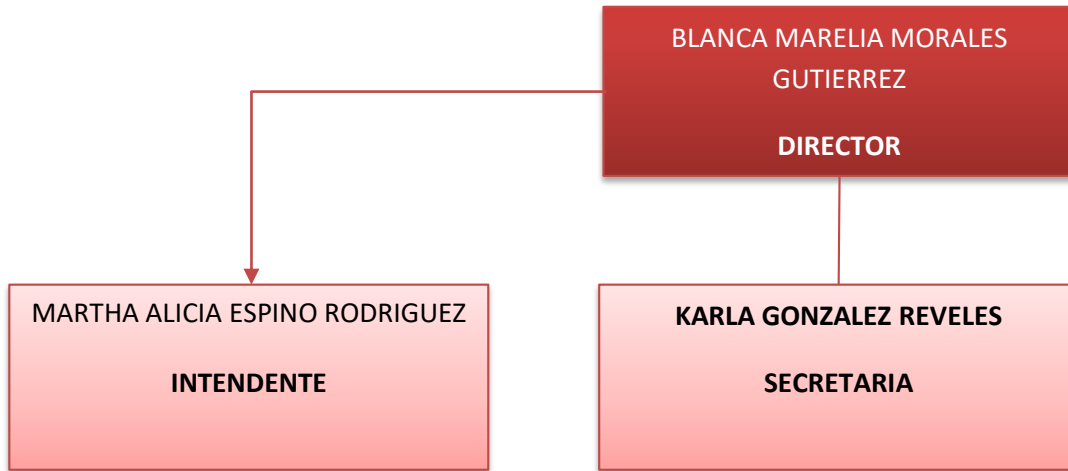 BLANCA MARELIA MORALES
GUTIERREZ
DIRECTOR
MARTHA ALICIA ESPINO RODRIGUEZ
INTENDENTE
KARLA GONZALEZ REVELES
SECRETARIA